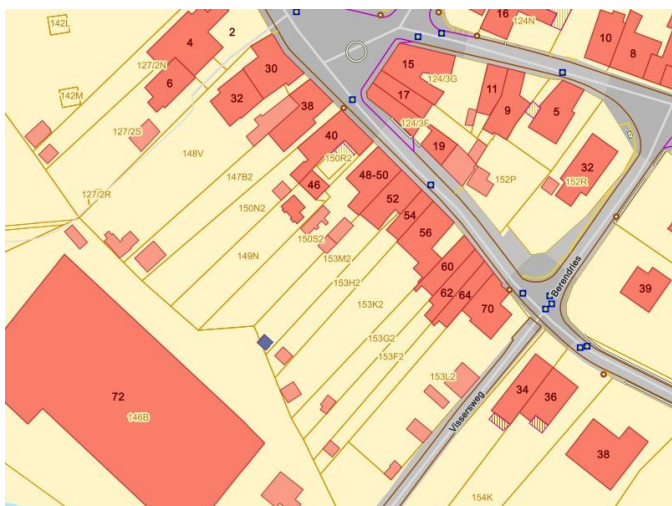 142L
4
2
16
124N
10
8
127/2N
6
30
15
124/3G
142M
32
38
17
11
9
5
124/3F
127/2S
40
19
148V
150R2
32
147B2
46
48-50
152P
152R
127/2R
52
150N2
54
150S2
56
149N
153M2
60
Berendries
39
153H2
62
64
153K2
70
153G2
153F2
153L2
34
36
72
146B
Vissersweg
38
154K